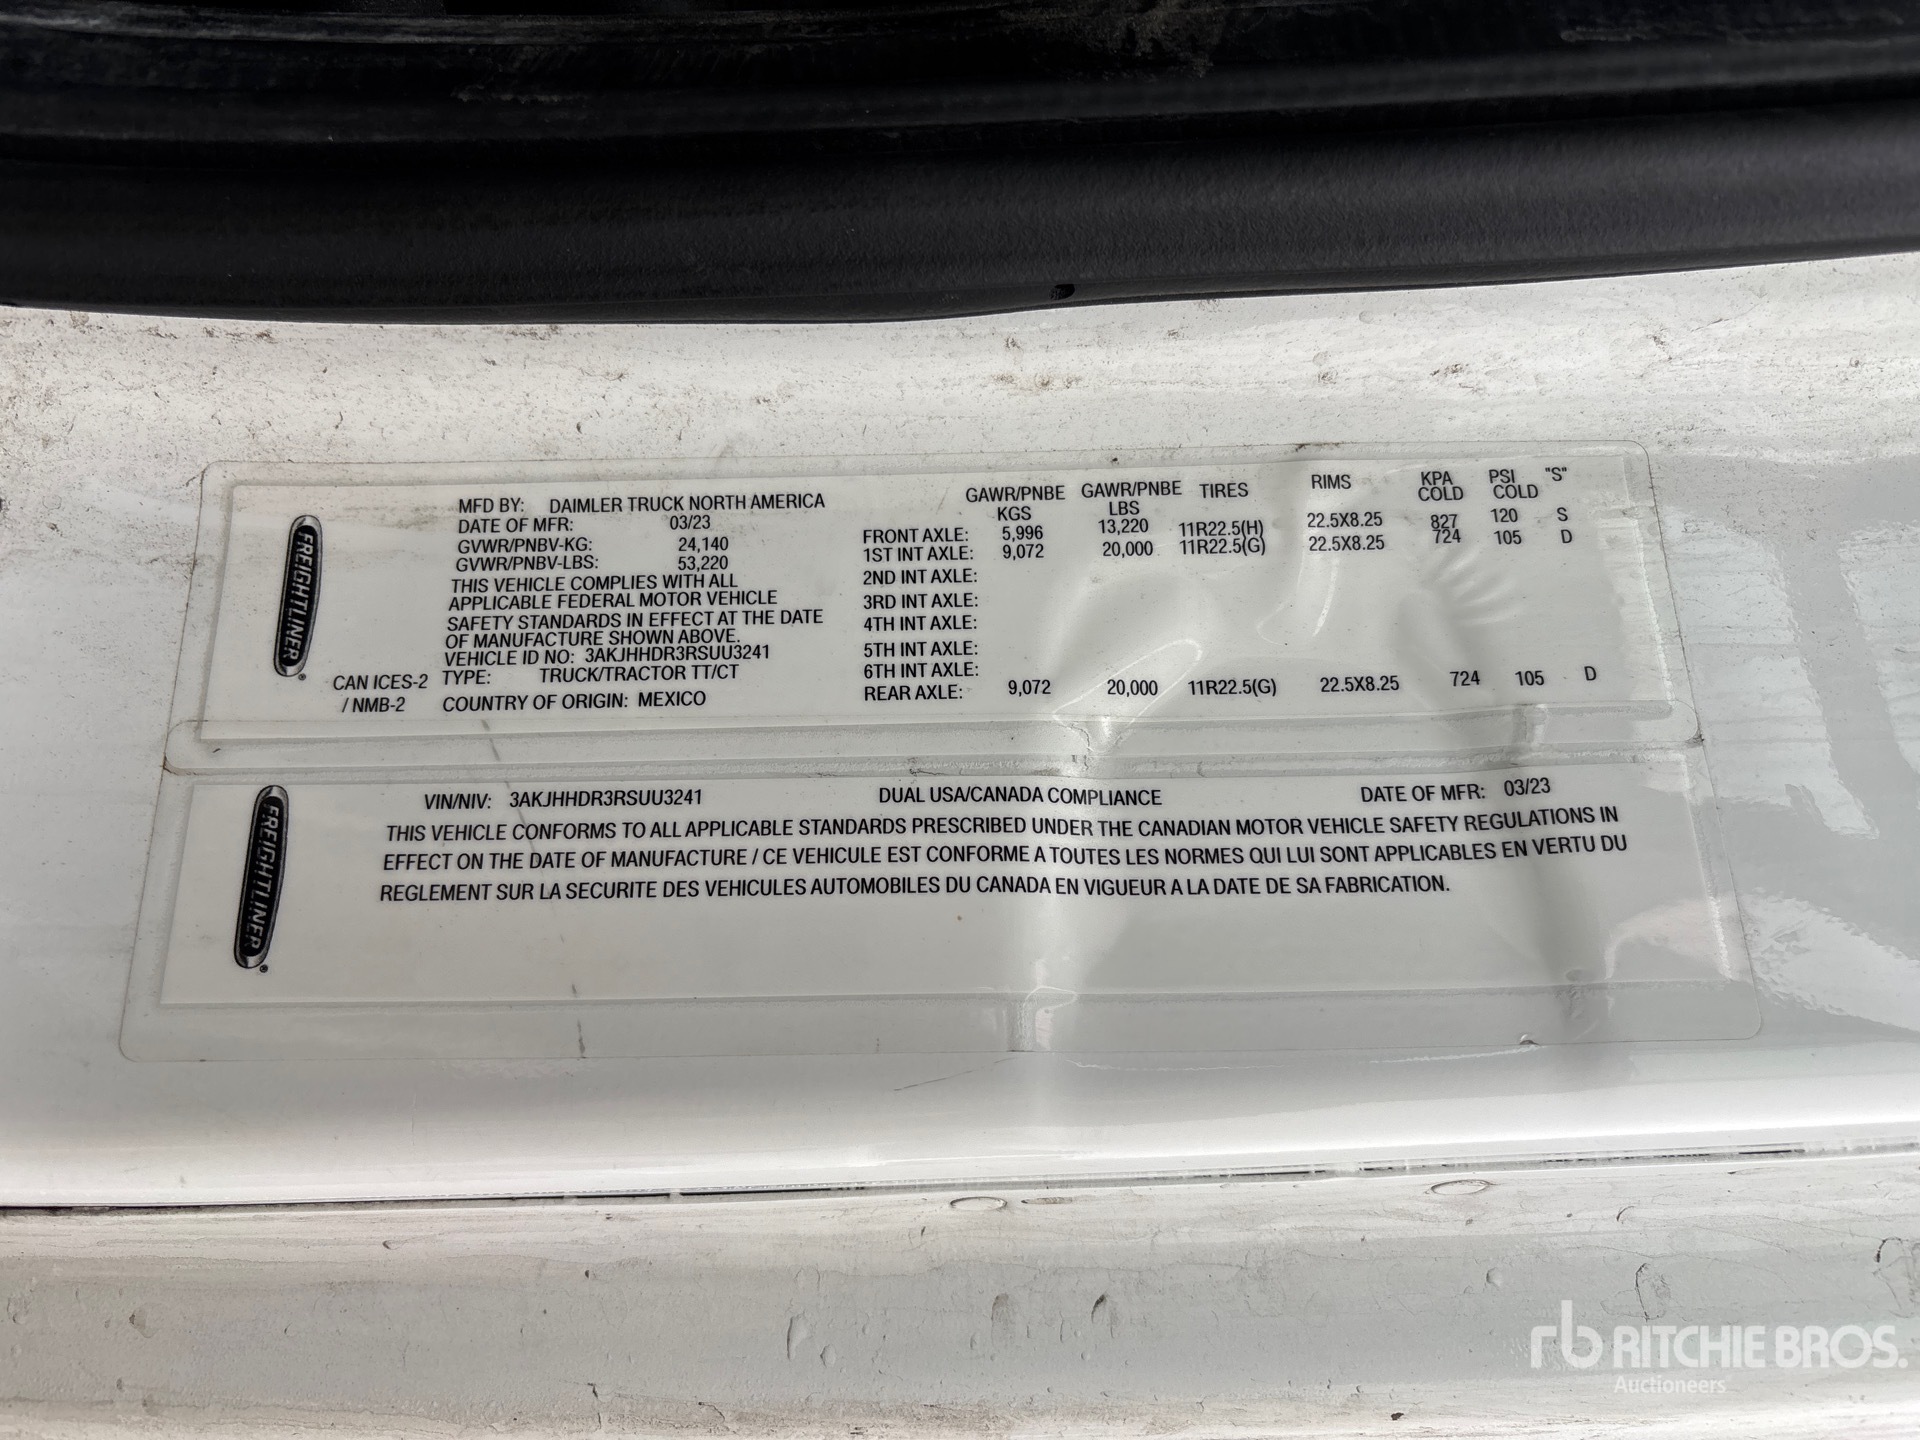 FREIGHTLINER
MFD BY: DAIMLER TRUCK NORTH AMERICA
DATE OF MFR: 03/23
GVWR/PNBV-KG: 24,140
GVWR/PNBV-LBS: 53,220
THIS VEHICLE COMPLIES WITH ALL
APPLICABLE FEDERAL MOTOR VEHICLE
SAFETY STANDARDS IN EFFECT AT THE DATE
OF MANUFACTURE SHOWN ABOVE.
VEHICLE ID NO: 3AKJHHDR3RSUU3241
TYPE: TRUCK/TRACTOR TT/CT
COUNTRY OF ORIGIN: MEXICO
CAN ICES-2
/ NMB-2
GAWR/PNBE KGS GAWR/PNBE LBS TIRES RIMS KPA COLD PSI COLD "S"
FRONT AXLE: 5,996 13,220 11R22.5(H) 22.5X8.25 827 120 S
1ST INT AXLE: 9,072 20,000 11R22.5(G) 22.5X8.25 724 105 D
2ND INT AXLE:
3RD INT AXLE:
4TH INT AXLE:
5TH INT AXLE:
6TH INT AXLE:
REAR AXLE: 9,072 20,000 11R22.5(G) 22.5X8.25 724 105 D
FREIGHTLINER
VIN/NIV: 3AKJHHDR3RSUU3241 DUAL USA/CANADA COMPLIANCE DATE OF MFR: 03/23
THIS VEHICLE CONFORMS TO ALL APPLICABLE STANDARDS PRESCRIBED UNDER THE CANADIAN MOTOR VEHICLE SAFETY REGULATIONS IN
EFFECT ON THE DATE OF MANUFACTURE / CE VEHICULE EST CONFORME A TOUTES LES NORMES QUI LUI SONT APPLICABLES EN VERTU DU
REGLEMENT SUR LA SECURITE DES VEHICULES AUTOMOBILES DU CANADA EN VIGUEUR A LA DATE DE SA FABRICATION.
rb RITCHIE BROS.
Auctioneers